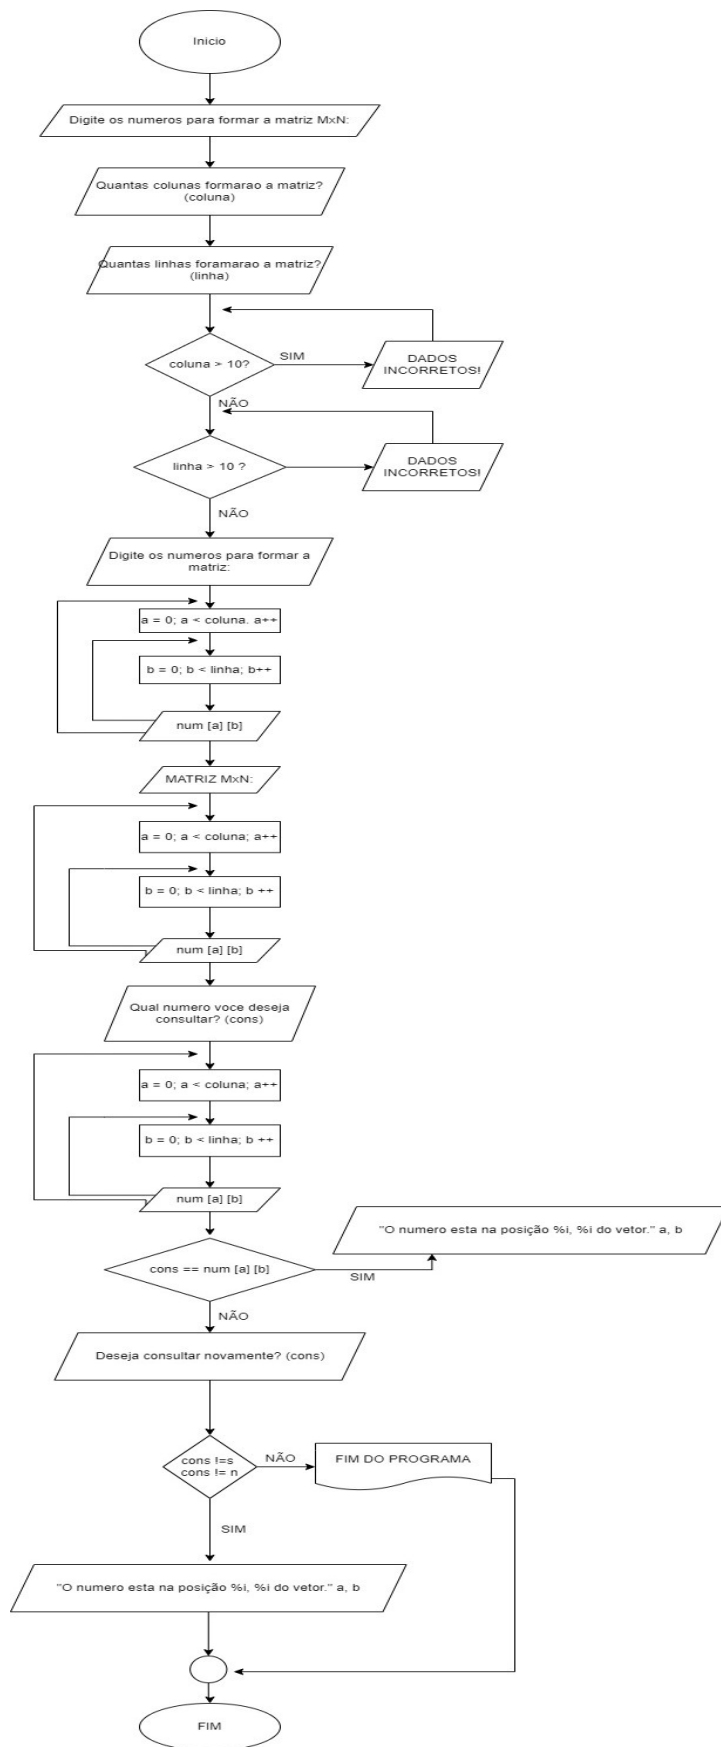 Inicio
Digite os numeros para formar a matriz MxN:
Quantas colunas formarao a matriz?
(coluna)
Quantas linhas foramarao a matriz?
(linha)
coluna > 10?
SIM
DADOS
INCORRETOS!
NÃO
linha > 10 ?
DADOS
INCORRETOS!
NÃO
Digite os numeros para formar a
matriz:
a = 0; a < coluna. a++
b = 0; b < linha; b++
num [a] [b]
MATRIZ MxN:
a = 0; a < coluna; a++
b = 0; b < linha; b ++
num [a] [b]
Qual numero voce deseja
consultar? (cons)
a = 0; a < coluna; a++
b = 0; b < linha; b ++
num [a] [b]
"O numero esta na posição %i, %i do vetor." a, b
cons == num [a] [b]
SIM
NÃO
Deseja consultar novamente? (cons)
cons !=s
cons != n
NÃO
FIM DO PROGRAMA
SIM
"O numero esta na posição %i, %i do vetor." a, b
FIM